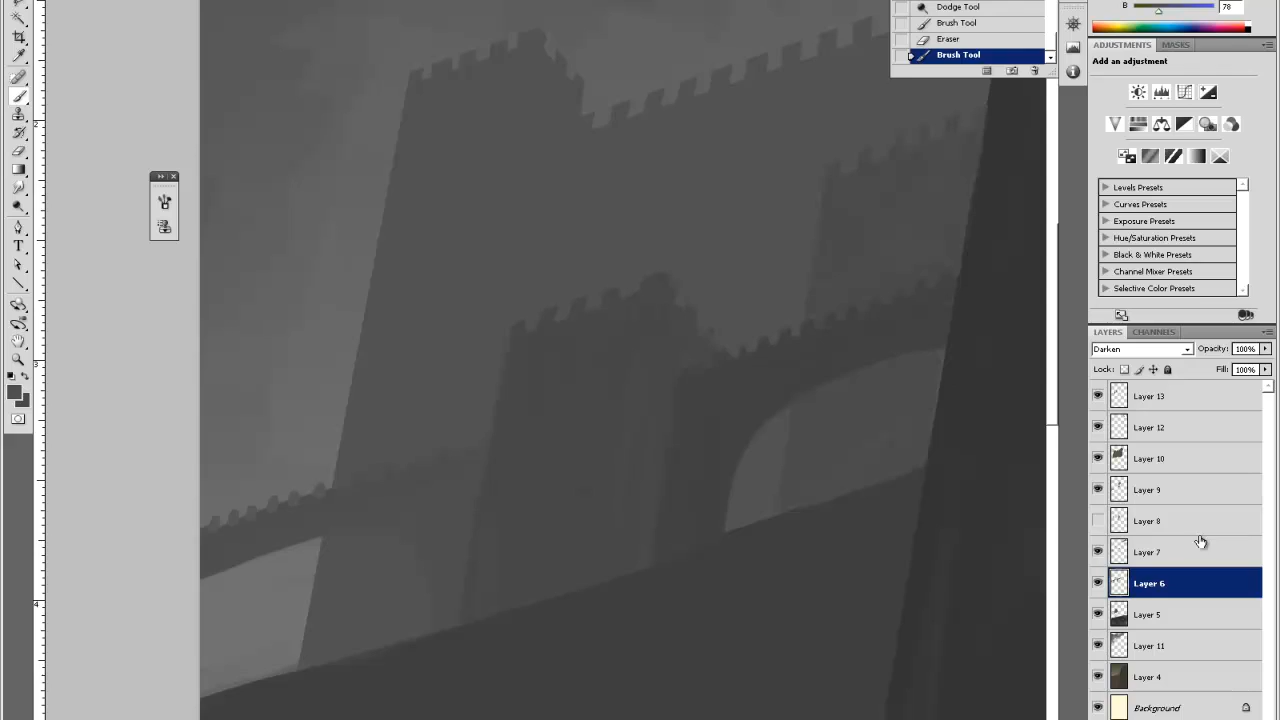 Dodge Tool
Brush Tool
Eraser
Brush Tool
B
78
ADJUSTMENTS
MASKS
Add an adjustment
Levels Presets
Curves Presets
Exposure Presets
Hue/Saturation Presets
Black & White Presets
Channel Mixer Presets
Selective Color Presets
LAYERS
CHANNELS
Darken
Opacity: 100%
Lock:
Fill: 100%
Layer 13
Layer 12
Layer 10
Layer 9
Layer 8
Layer 7
Layer 6
Layer 5
Layer 11
Layer 4
Background
2
3
4
T